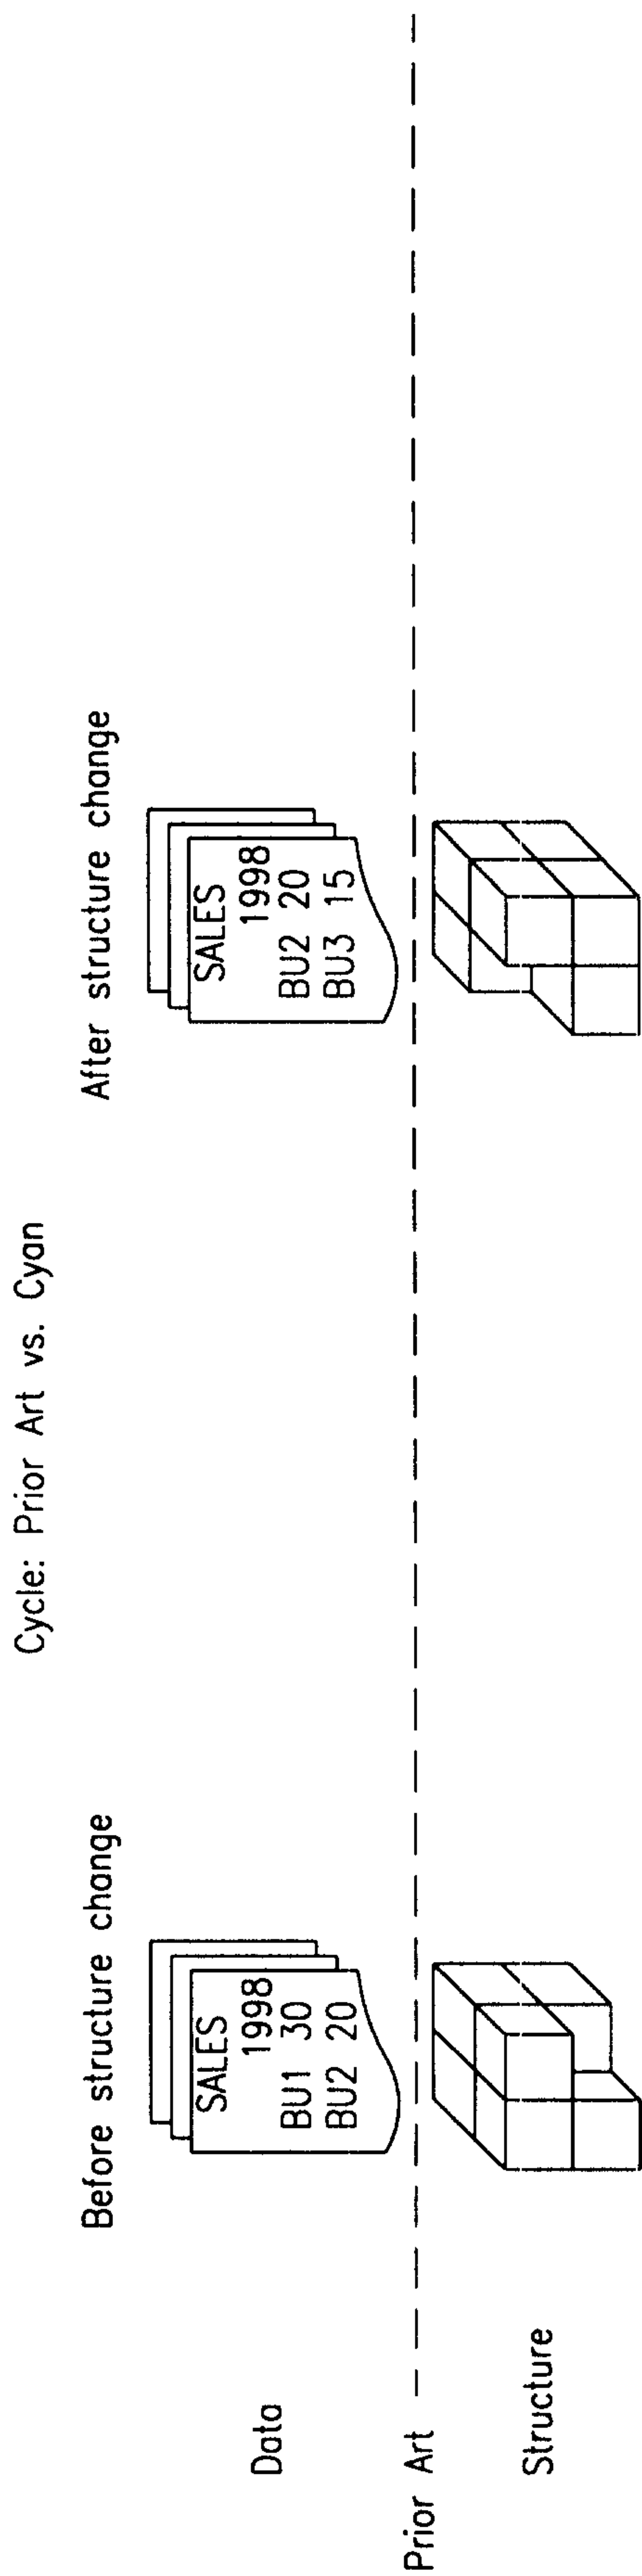 Cycle: Prior Art vs. Cyan
Before structure change
After structure change
Data
SALES
1998
BU1 30
BU2 20
SALES
1998
BU2 20
BU3 15
Prior Art
Structure